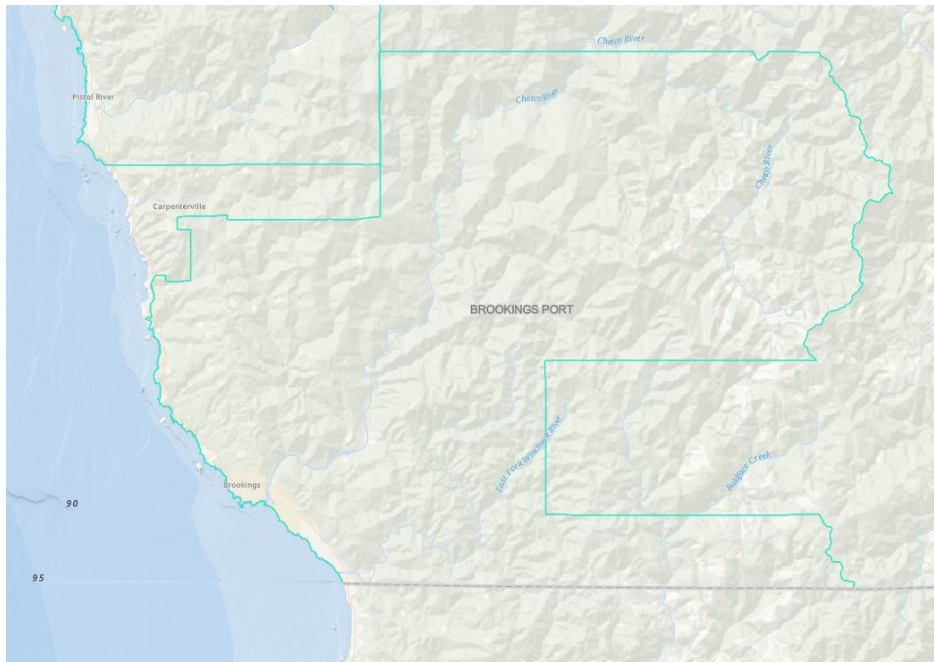 Chetco River
Pistol River
Chetco River
Chetco River
Carpenterville
BROOKINGS PORT
East Fork Winchuck River
Baldface Creek
Brookings
90
95